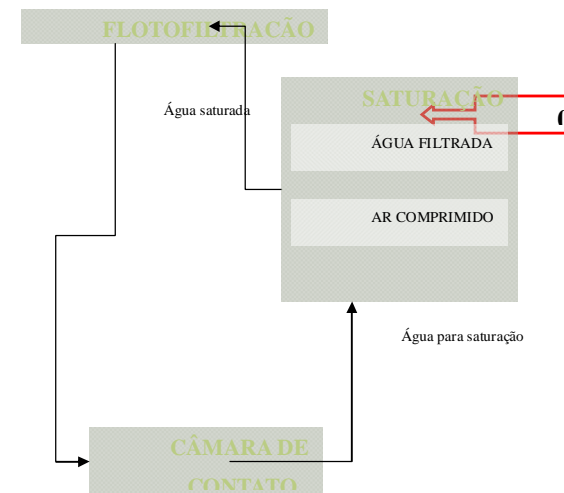 FLOTOFILTRAÇÃO
SATURAÇÃO
Água saturada
ÁGUA FILTRADA
AR COMPRIMIDO
Água para saturação
CÂMARA DE
CONTATO